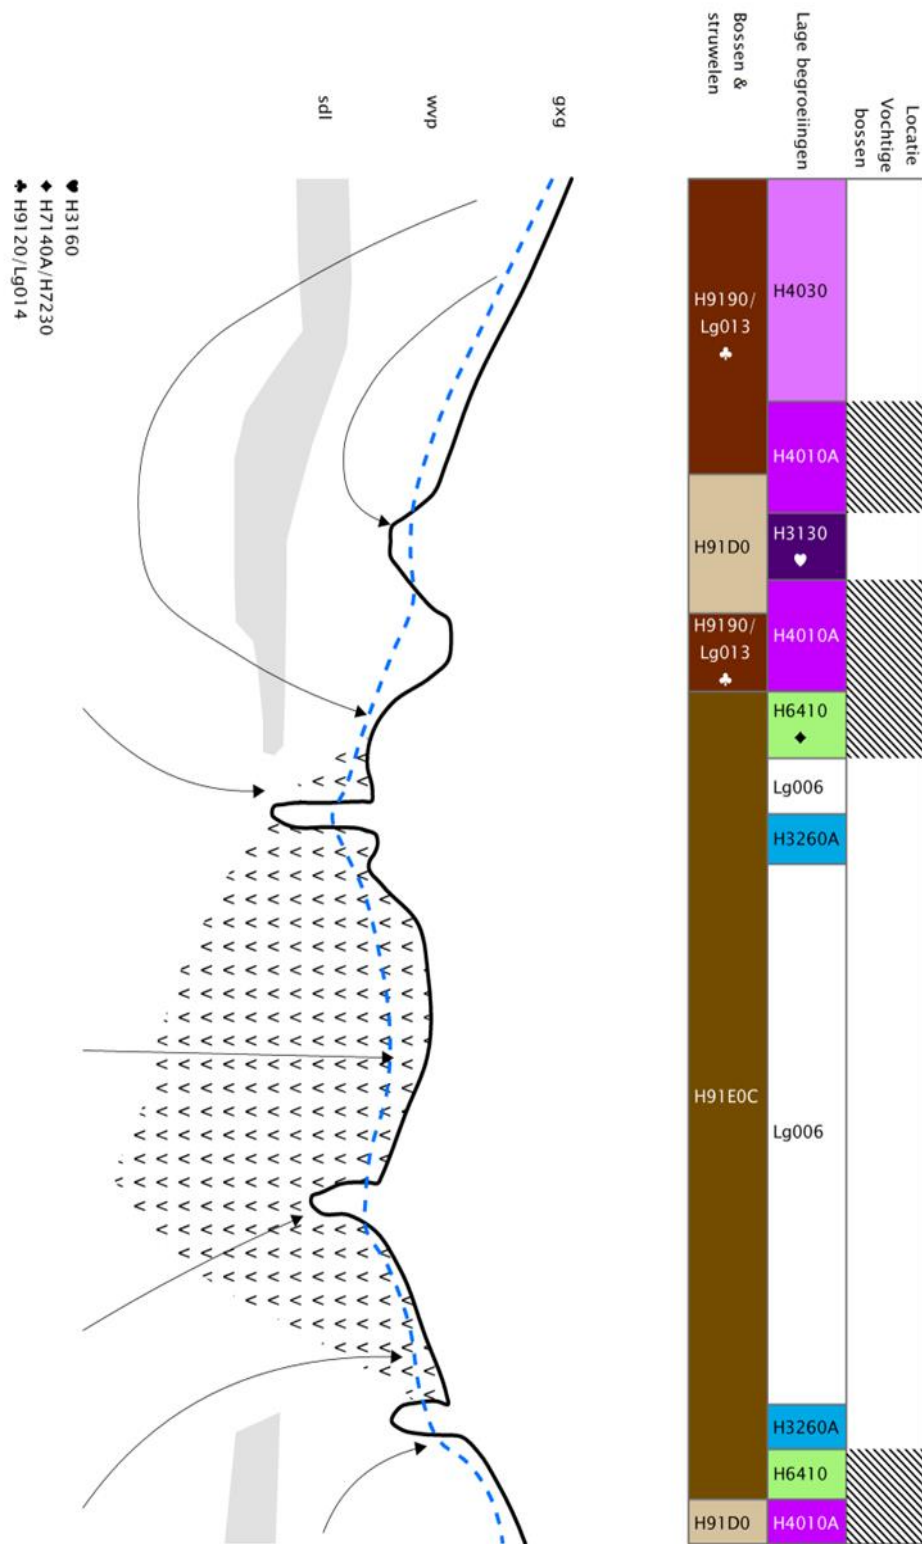 Locatie
Vochtige
bossen
Lage begroeiingen
Bossen &
struwelen
H4030
H4010A
H3130
♥
H4010A
H6410
◆
Lg006
H3260A
Lg006
H3260A
H6410
H4010A
H9190/
Lg013
♣
H91D0
H9190/
Lg013
♣
H91E0C
H91D0
gxg
wvp
sdl
♥ H3160
◆ H7140A/H7230
♣ H9120/Lg014